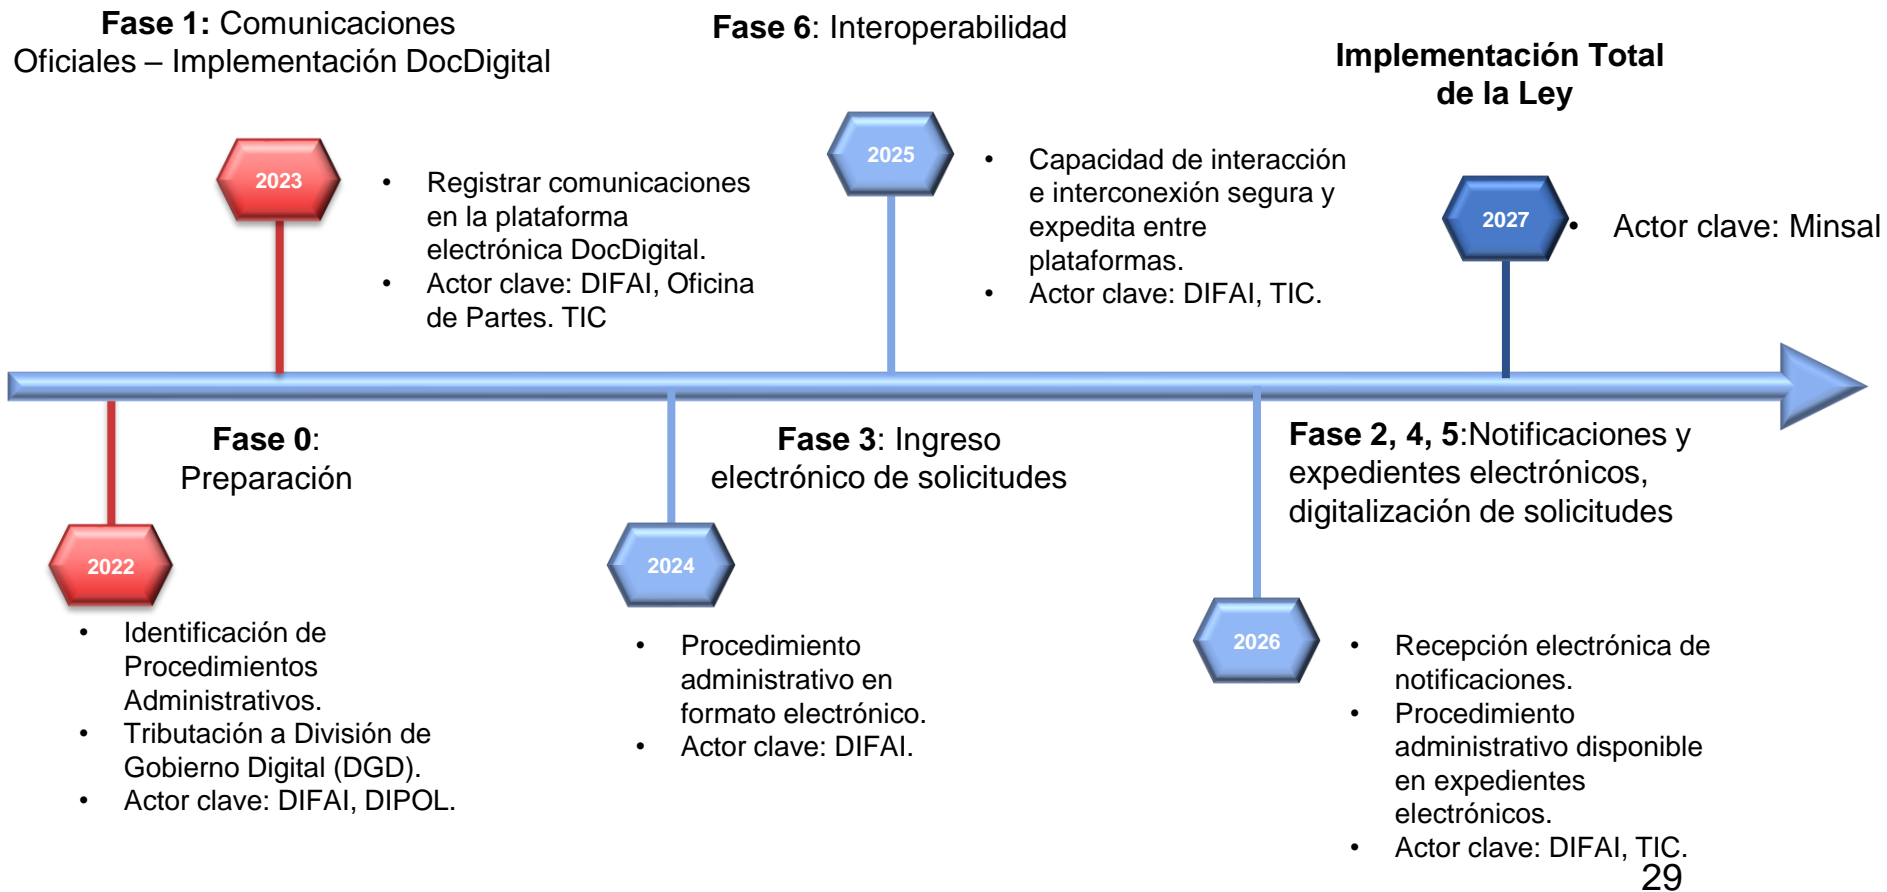 Fase 1: Comunicaciones
Oficiales – Implementación DocDigital
2023
• Registrar comunicaciones
en la plataforma
electrónica DocDigital.
• Actor clave: DIFAI, Oficina
de Partes. TIC
Fase 6: Interoperabilidad
2025
• Capacidad de interacción
e interconexión segura y
expedita entre
plataformas.
• Actor clave: DIFAI, TIC.
Implementación Total
de la Ley
2027
• Actor clave: Minsal
Fase 0:
Preparación
2022
• Identificación de
Procedimientos
Administrativos.
• Tributación a División de
Gobierno Digital (DGD).
• Actor clave: DIFAI, DIPOL.
Fase 3: Ingreso
electrónico de solicitudes
2024
• Procedimiento
administrativo en
formato electrónico.
• Actor clave: DIFAI.
Fase 2, 4, 5:Notificaciones y
expedientes electrónicos,
digitalización de solicitudes
2026
• Recepción electrónica de
notificaciones.
• Procedimiento
administrativo disponible
en expedientes
electrónicos.
• Actor clave: DIFAI, TIC.
29